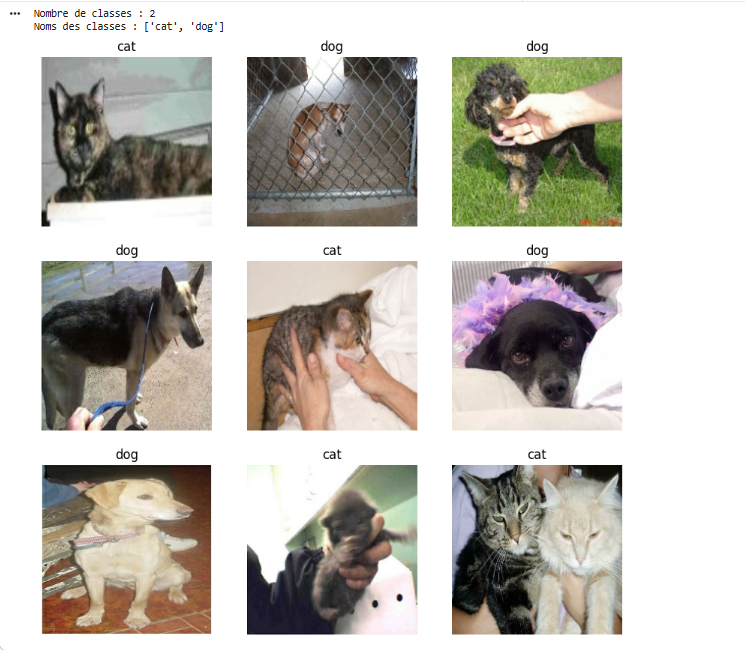 Nombre de classes : 2
Noms des classes : ['cat', 'dog']
cat dog dog
dog cat dog
dog cat cat